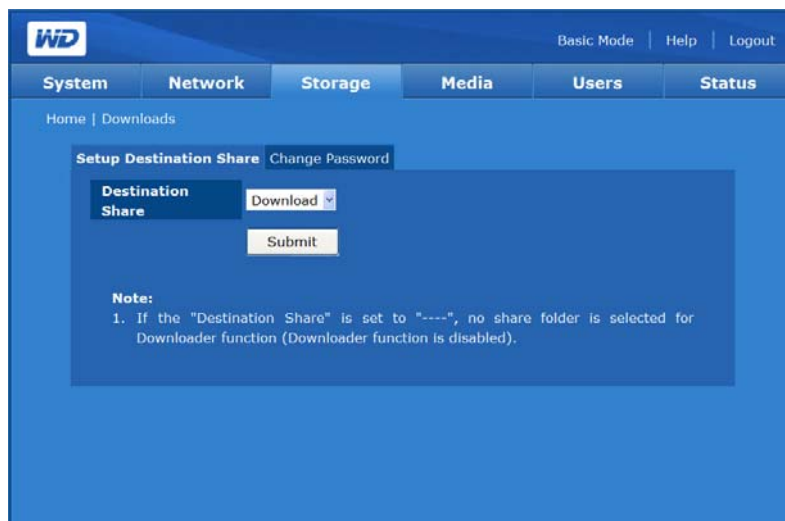 WD
Basic Mode | Help | Logout
System Network Storage Media Users Status
Home | Downloads
Setup Destination Share Change Password
Destination
Share
Download
Submit
Note:
1. If the "Destination Share" is set to "----", no share folder is selected for
Downloader function (Downloader function is disabled).